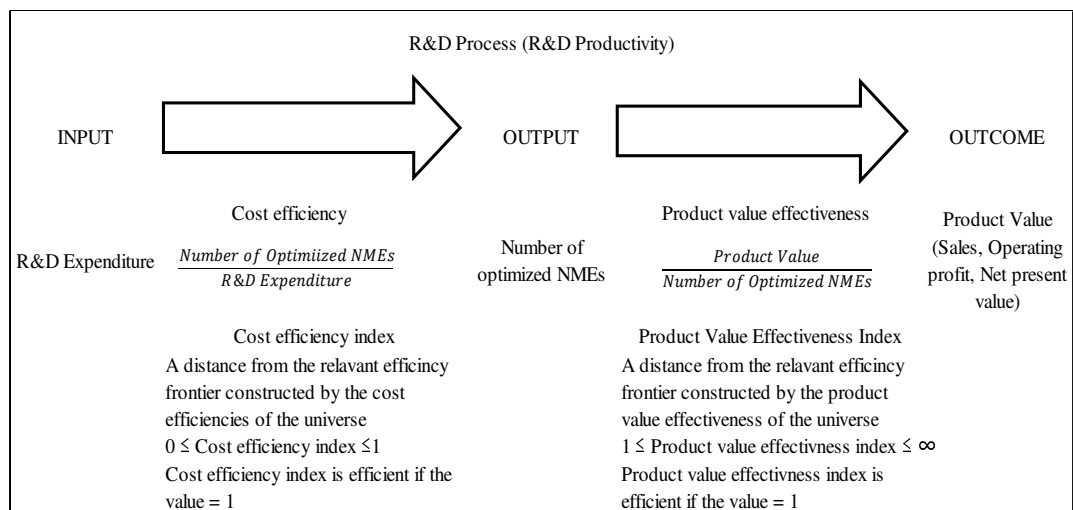 R&D Process (R&D Productivity)
INPUT
OUTPUT
OUTCOME
Cost efficiency
Product value effectiveness
R&D Expenditure
Number of Optimiized NMEs
R&D Expenditure
Number of
optimized NMEs
Product Value
Number of Optimized NMEs
Product Value
(Sales, Operating
profit, Net present
value)
Cost efficiency index
A distance from the relavant efficincy
frontier constructed by the cost
efficiencies of the universe
0 ≤ Cost efficiency index ≤1
Cost efficiency index is efficient if the
value = 1
Product Value Effectiveness Index
A distance from the relavant efficincy
frontier constructed by the product
value effectiveness of the universe
1 ≤ Product value effectivness index ≤ ∞
Product value effectivness index is
efficient if the value = 1